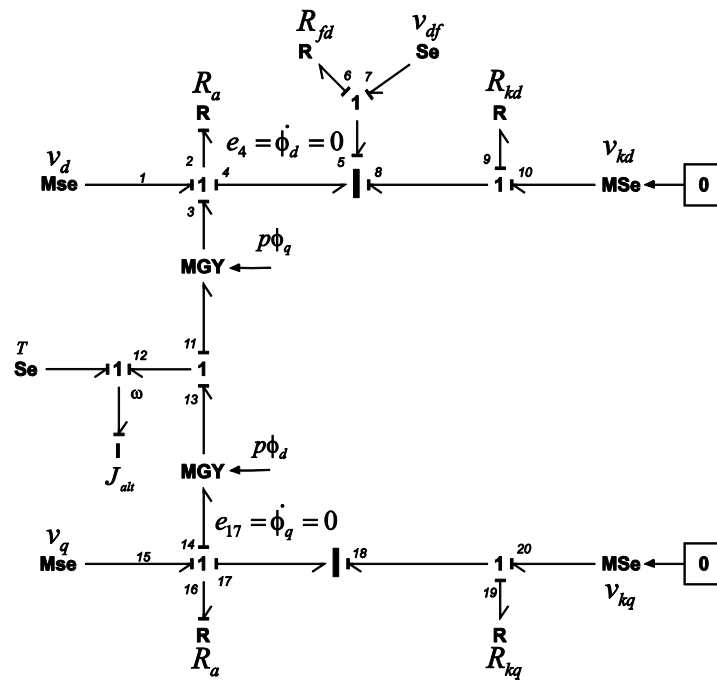 R_fd v_df
R Se
6 7
1
R_a R_kd
R R
v_d 2 e_4 = ϕ̇_d = 0 5 9 v_kd
Mse 1 1 4 I 8 1 10 MSe 0
3
MGY pϕ_q
T 11
Se 1 12 1
ω 13
I
J_alt
MGY pϕ_d
v_q 14 e_17 = ϕ̇_q = 0
Mse 15 1 17 I 18 1 20 MSe 0
16 19 v_kq
R R
R_a R_kq